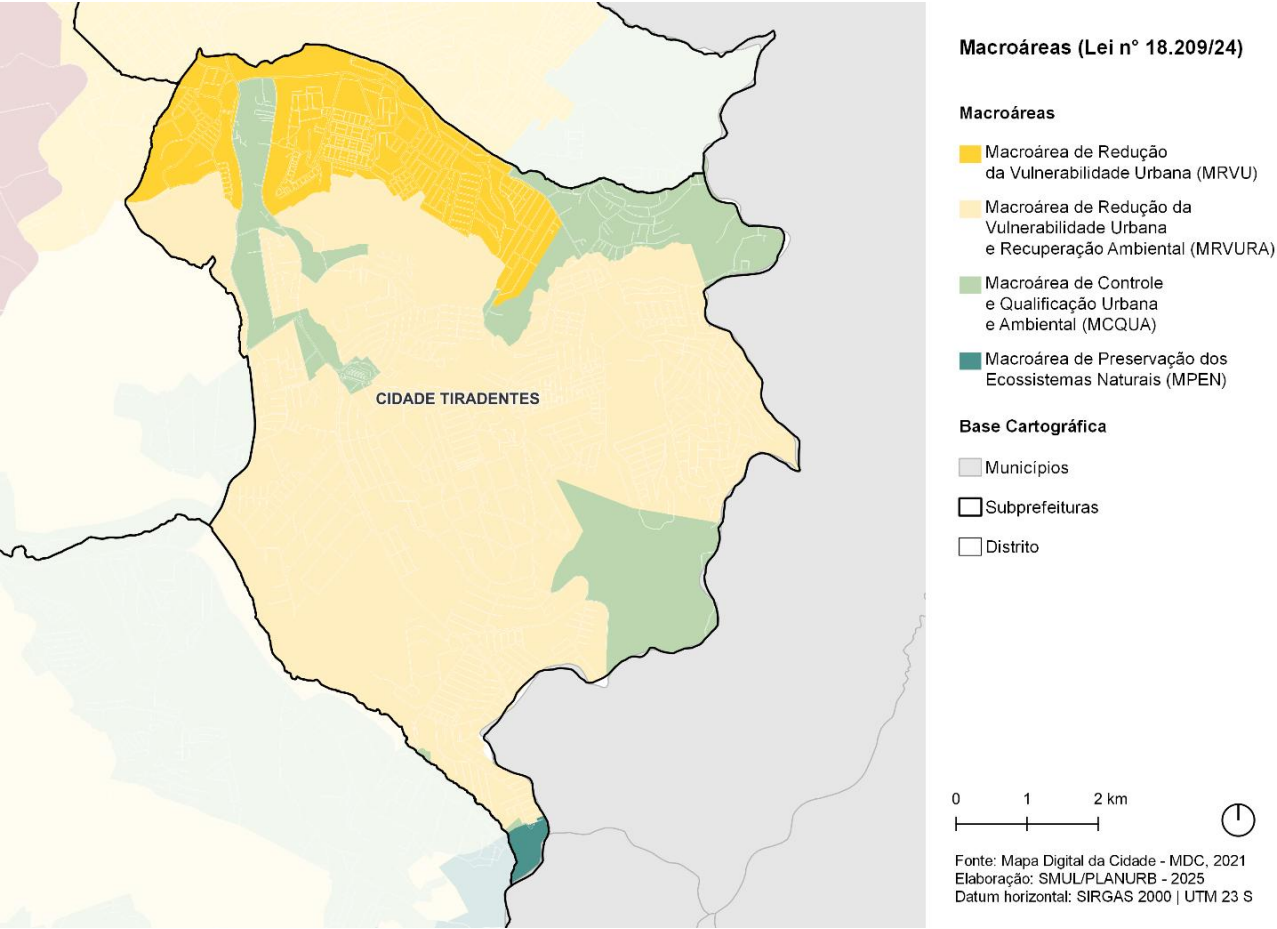 Macroáreas (Lei n° 18.209/24)
Macroáreas
Macroárea de Redução
da Vulnerabilidade Urbana (MRVU)
Macroárea de Redução da
Vulnerabilidade Urbana
e Recuperação Ambiental (MRVURA)
Macroárea de Controle
e Qualificação Urbana
e Ambiental (MCQUA)
Macroárea de Preservação dos
Ecossistemas Naturais (MPEN)
Base Cartográfica
Municípios
Subprefeituras
Distrito
CIDADE TIRADENTES
0 1 2 km
Fonte: Mapa Digital da Cidade - MDC, 2021
Elaboração: SMUL/PLANURB - 2025
Datum horizontal: SIRGAS 2000 | UTM 23 S